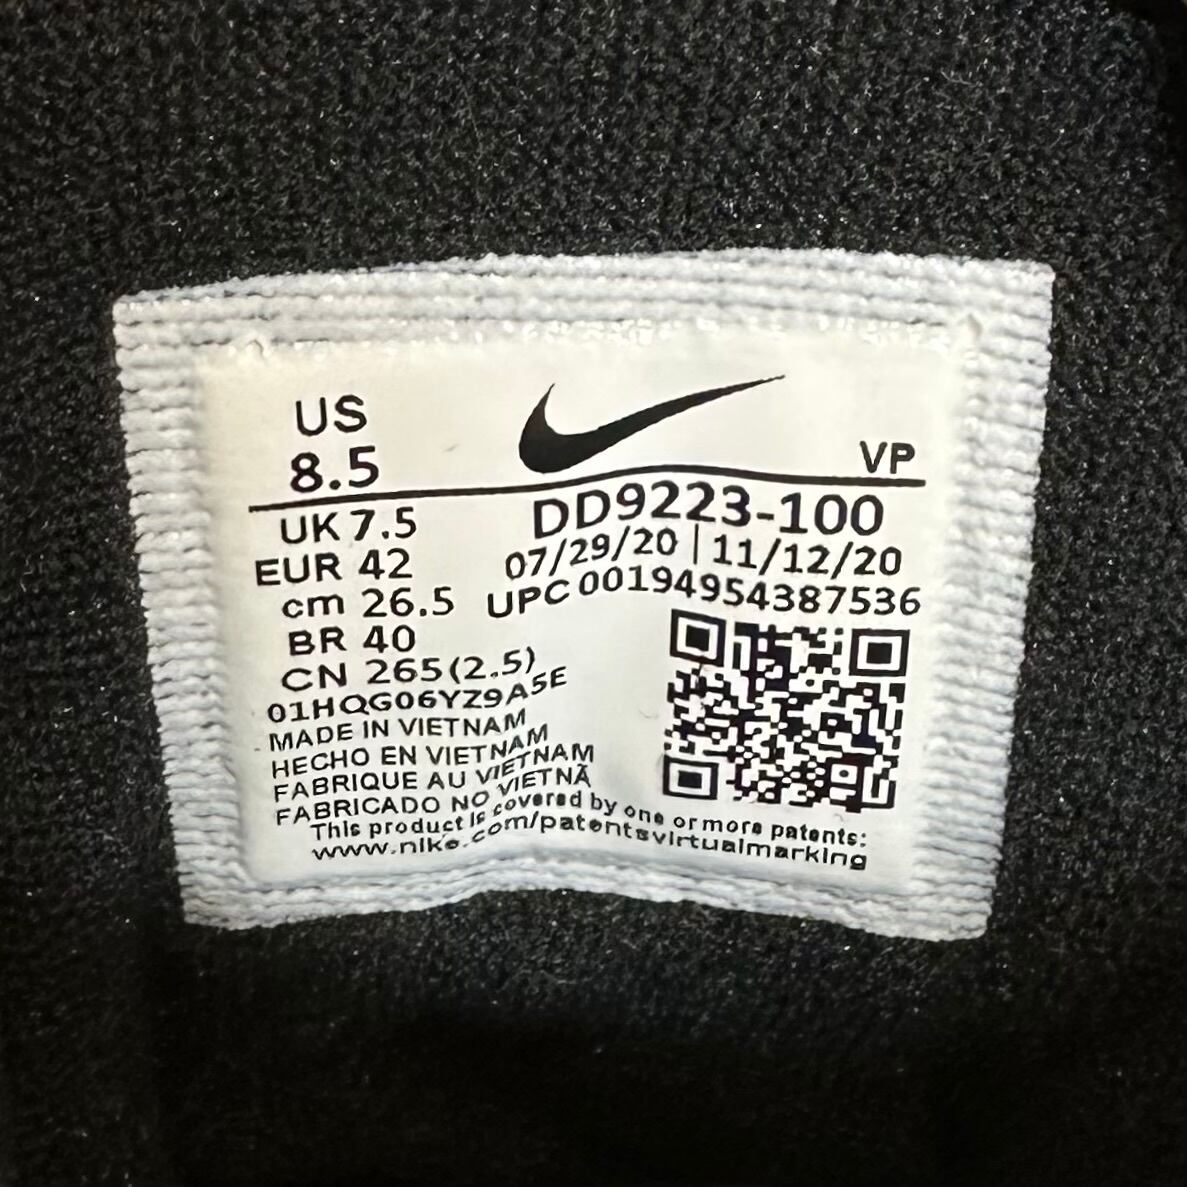 US
8.5
VP
UK 7.5
EUR 42
cm 26.5
BR 40
CN 265(2.5)
DD9223-100
07/29/20 | 11/12/20
UPC 00194954387536
01HQG06YZ9A5E
MADE IN VIETNAM
HECHO EN VIETNAM
FABRIQUE AU VIETNAM
FABRICADO NO VIETNÃ
This product is covered by one or more patents:
www.nike.com/patentsvirtualmarking